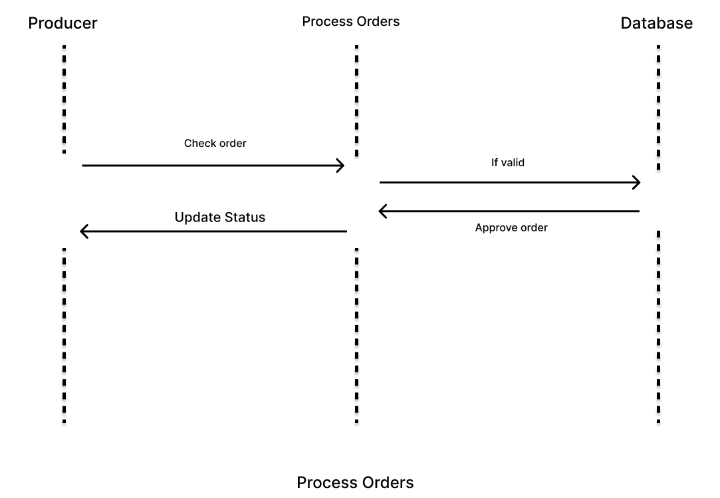 Producer
Process Orders
Database
Check order
If valid
Update Status
Approve order
Process Orders